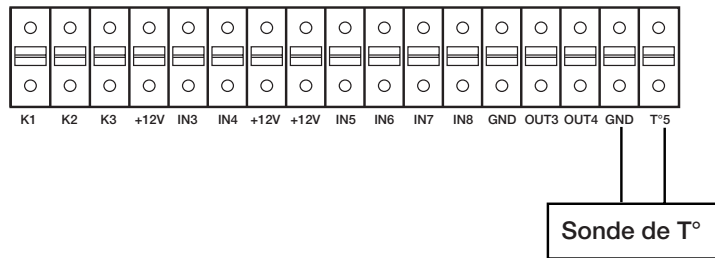 K1 K2 K3 +12V IN3 IN4 +12V +12V IN5 IN6 IN7 IN8 GND OUT3 OUT4 GND T°5
Sonde de T°